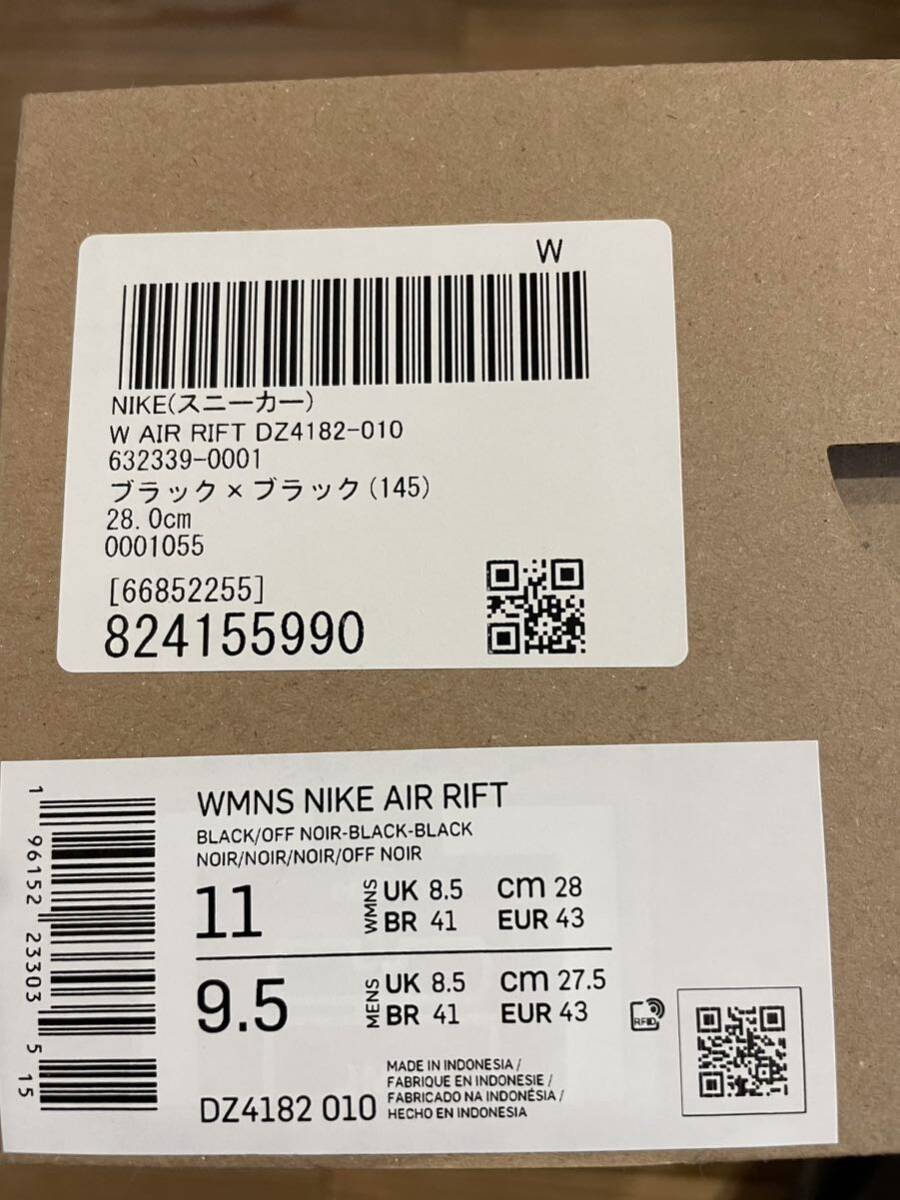 W
NIKE(スニーカー)
W AIR RIFT DZ4182-010
632339-0001
ブラック×ブラック(145)
28.0cm
0001055
[66852255]
824155990
1 96152 23303 5 15
WMNS NIKE AIR RIFT
BLACK/OFF NOIR-BLACK-BLACK
NOIR/NOIR/NOIR/OFF NOIR
11 WMNS UK 8.5 cm 28
BR 41 EUR 43
9.5 MENS UK 8.5 cm 27.5
BR 41 EUR 43
RFID
DZ4182 010
MADE IN INDONESIA /
FABRIQUE EN INDONESIE /
FABRICADO NA INDONÉSIA /
HECHO EN INDONESIA